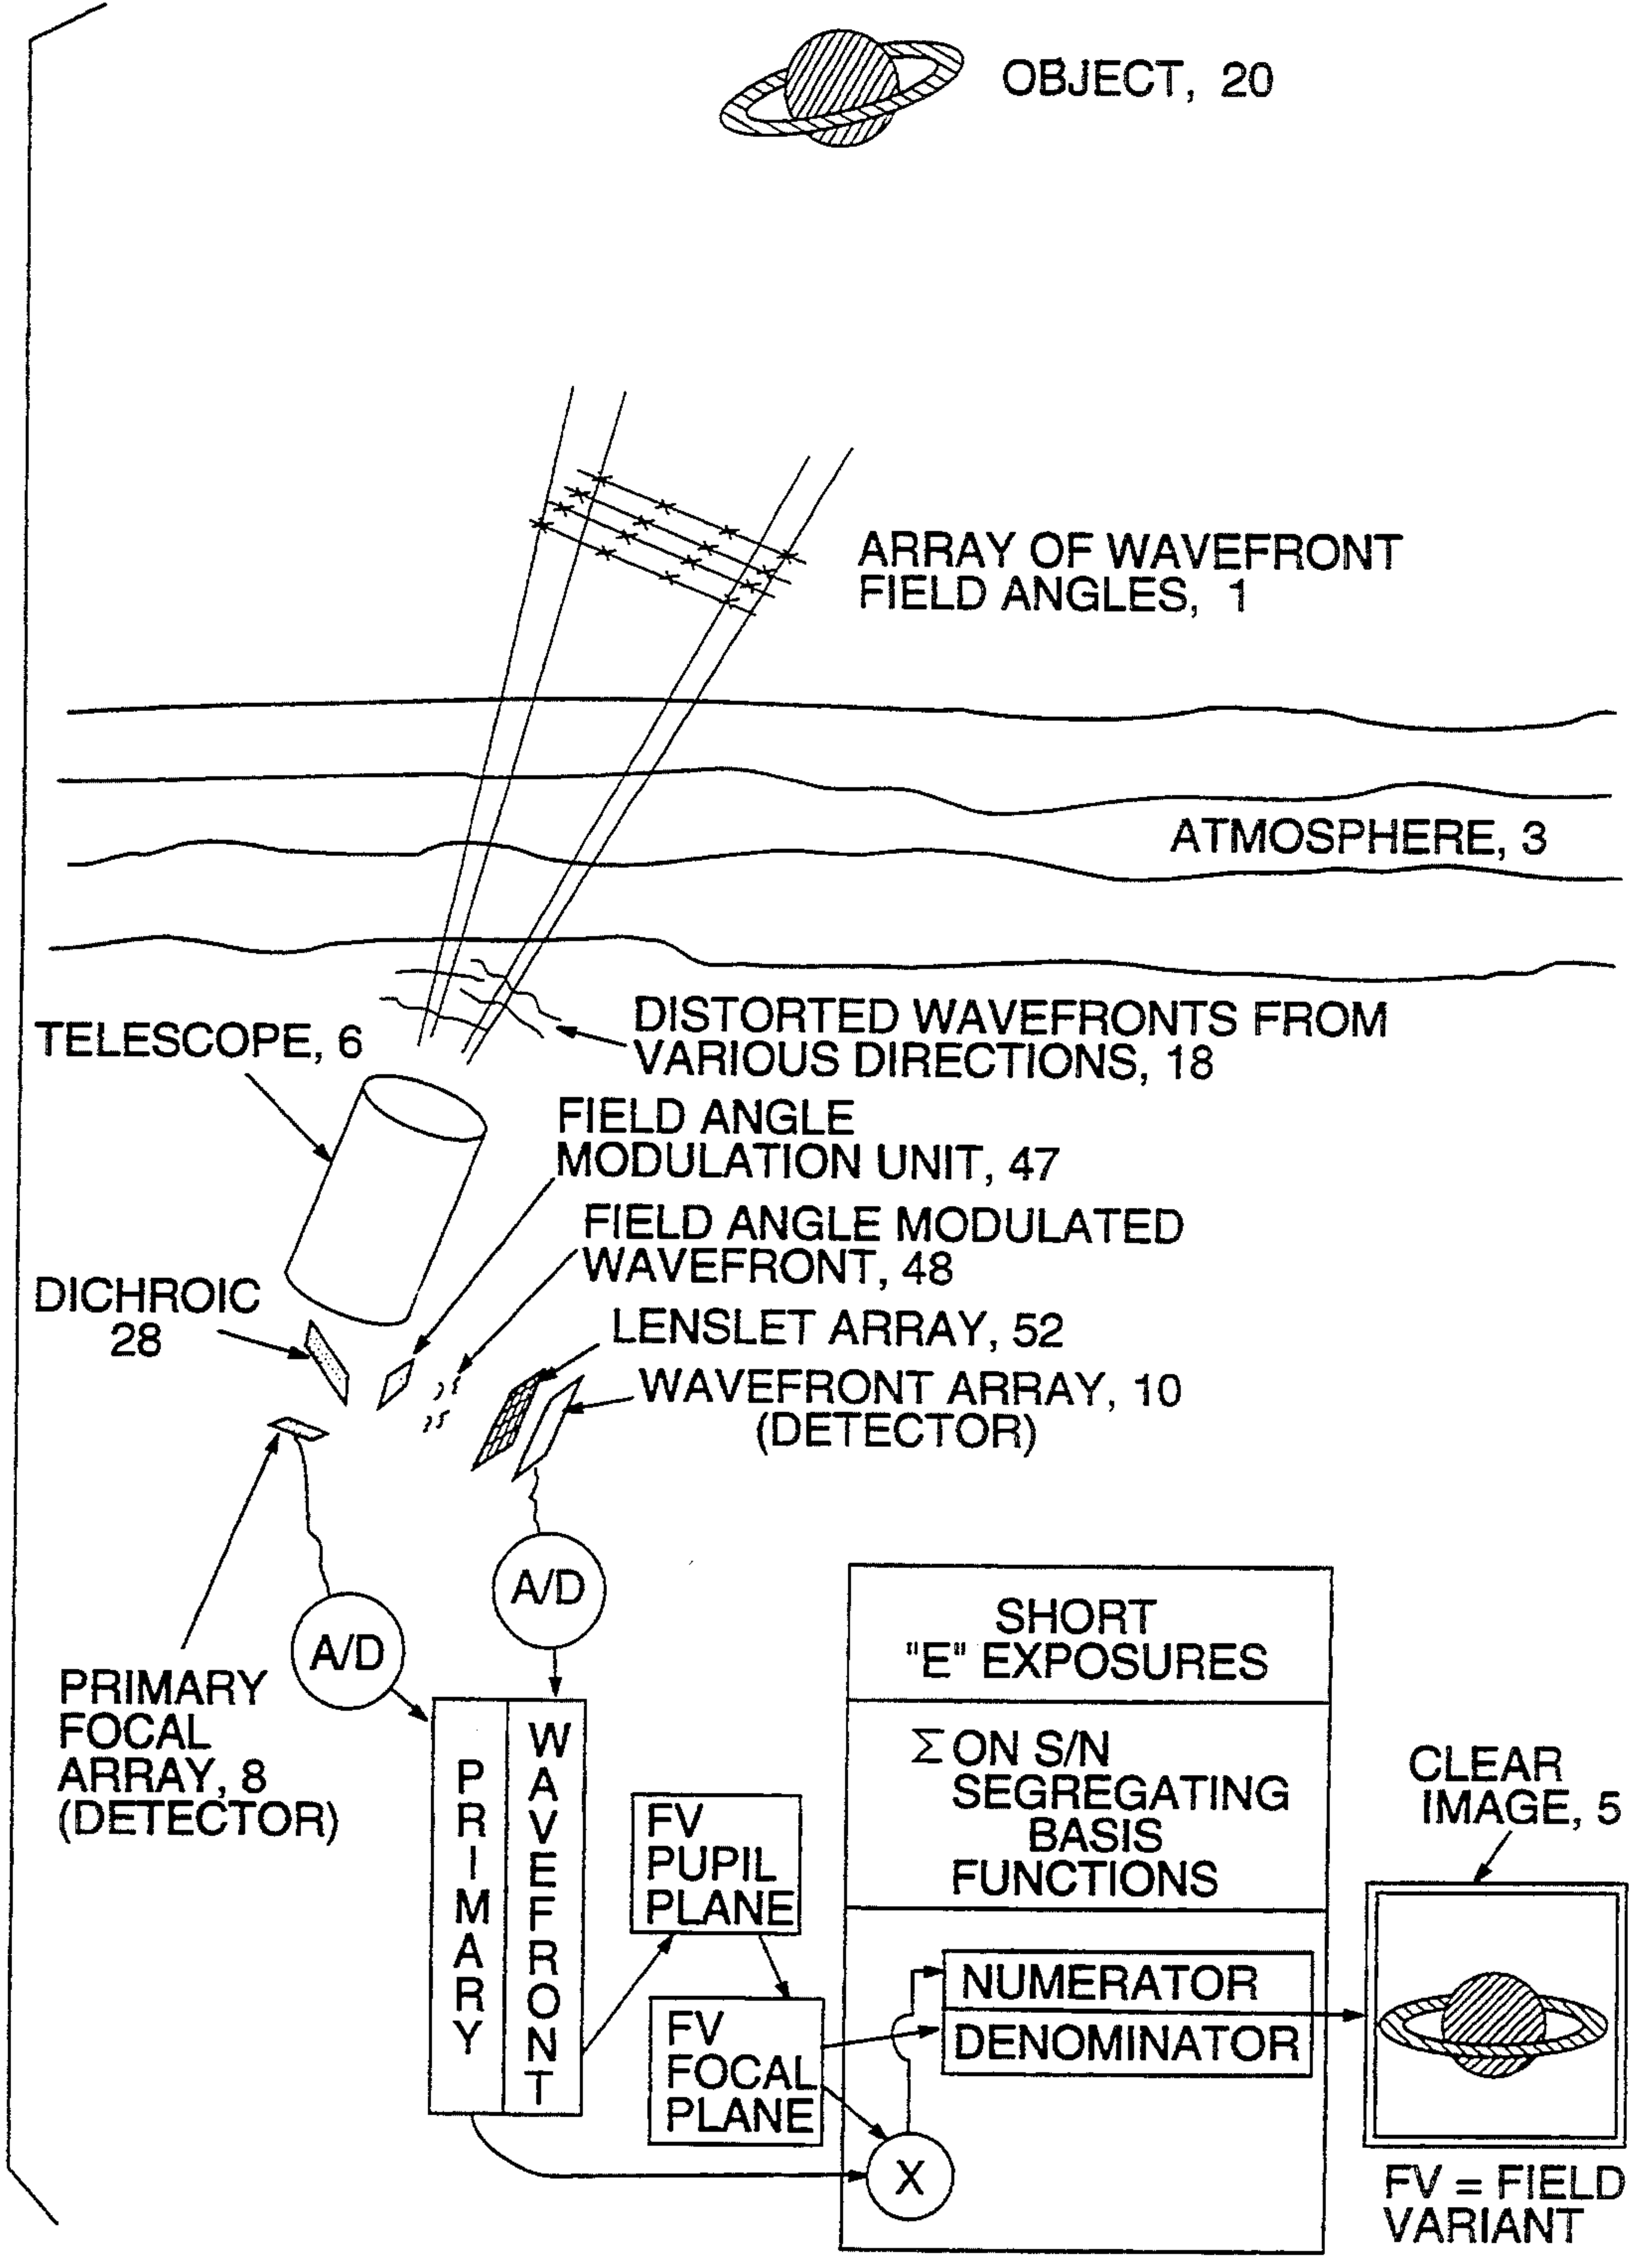 OBJECT, 20
ARRAY OF WAVEFRONT
FIELD ANGLES, 1
ATMOSPHERE, 3
DISTORTED WAVEFRONTS FROM
VARIOUS DIRECTIONS, 18
TELESCOPE, 6
FIELD ANGLE
MODULATION UNIT, 47
FIELD ANGLE MODULATED
WAVEFRONT, 48
DICHROIC
28
LENSLET ARRAY, 52
WAVEFRONT ARRAY, 10
(DETECTOR)
A/D
A/D
PRIMARY
FOCAL
ARRAY, 8
(DETECTOR)
PRIMARY
WAVEFRONT
FV
PUPIL
PLANE
FV
FOCAL
PLANE
SHORT
"E" EXPOSURES
Σ ON S/N
SEGREGATING
BASIS
FUNCTIONS
NUMERATOR
DENOMINATOR
X
CLEAR
IMAGE, 5
FV = FIELD
VARIANT